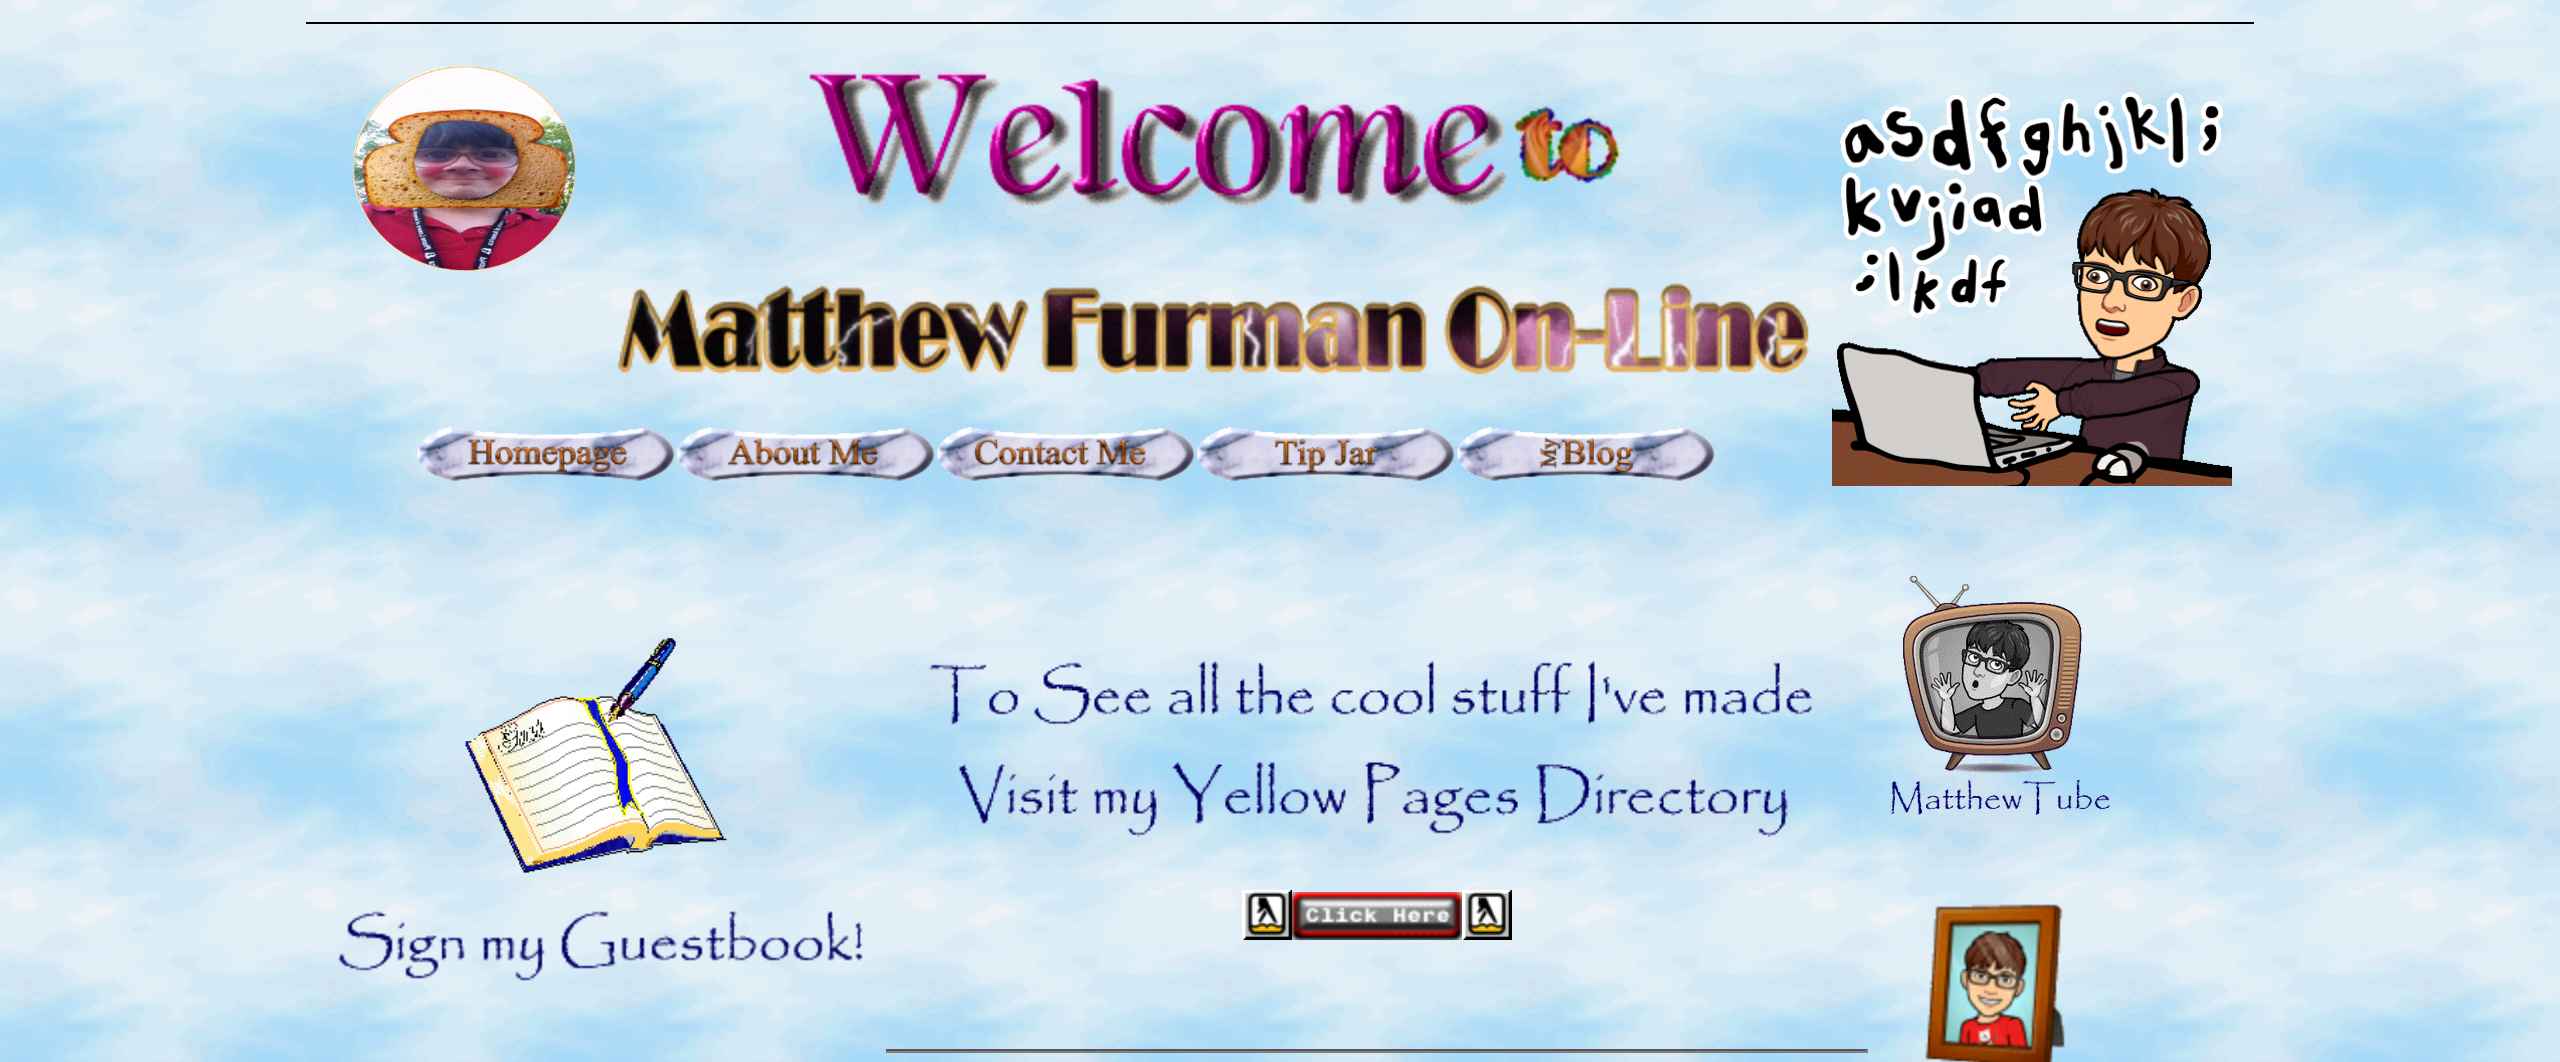 Welcome to
asdfghjkl;
kvjiad
;lkdf
Matthew Furman On-Line
Homepage
About Me
Contact Me
Tip Jar
My Blog
To See all the cool stuff I've made
Visit my Yellow Pages Directory
MatthewTube
Click Here
Sign my Guestbook!